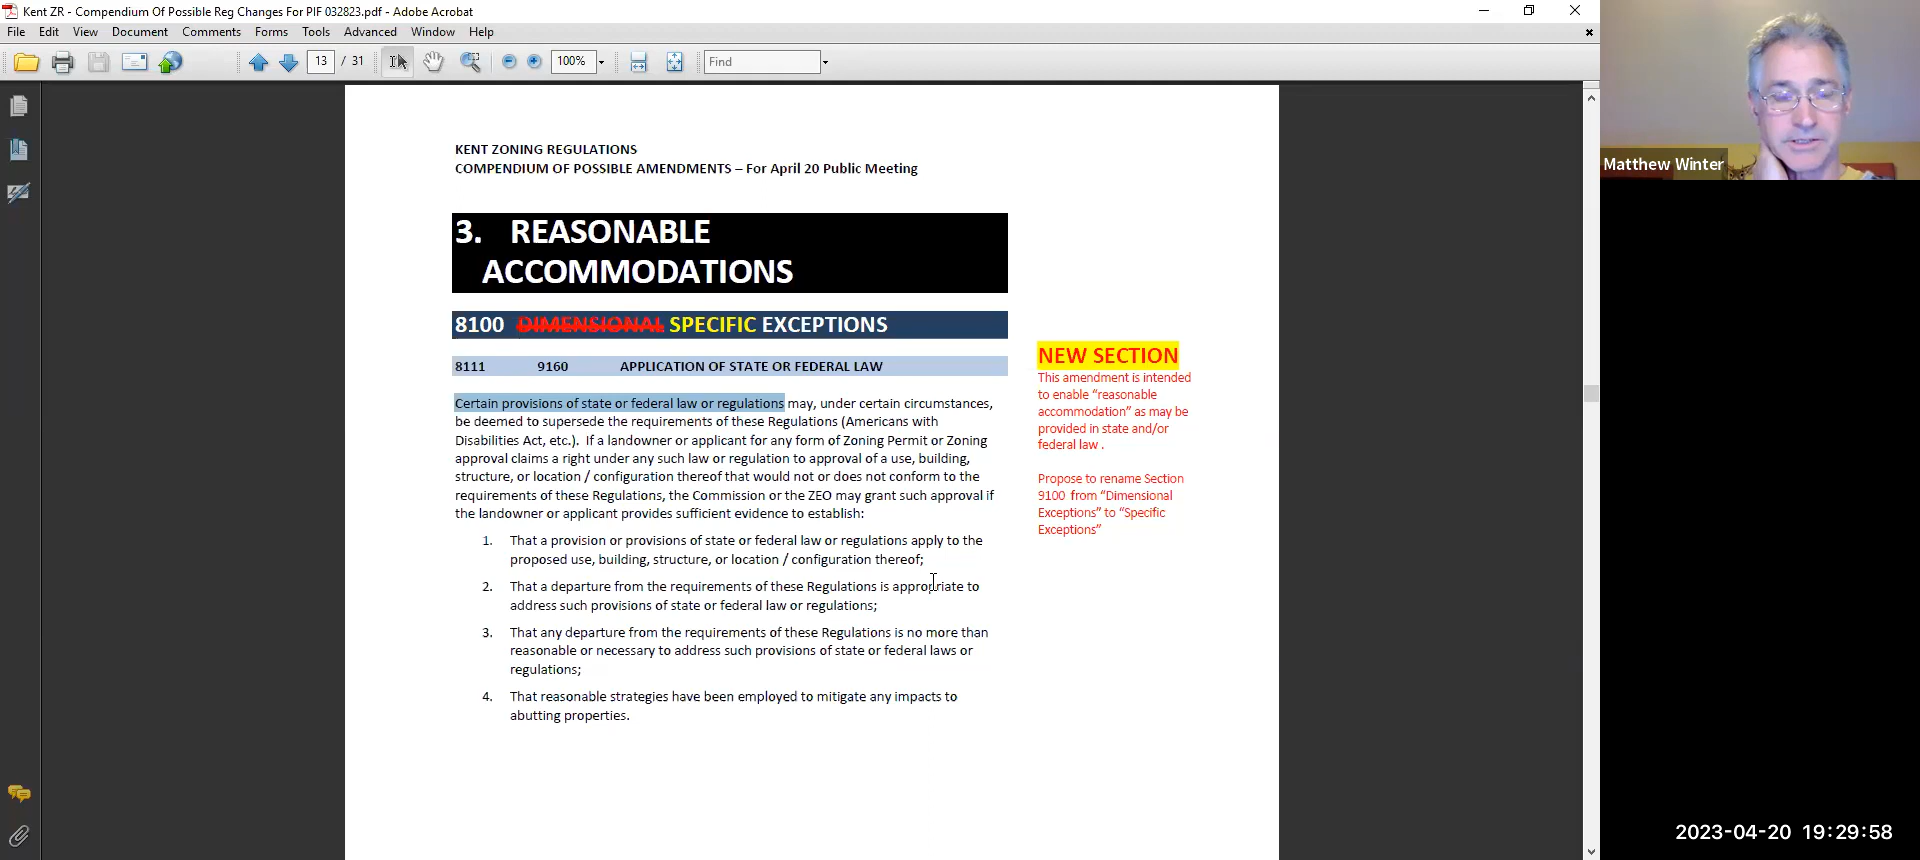 Kent ZR - Compendium Of Possible Reg Changes For PIF 032823.pdf - Adobe Acrobat
File Edit View Document Comments Forms Tools Advanced Window Help
13 / 31 100% Find
KENT ZONING REGULATIONS
COMPENDIUM OF POSSIBLE AMENDMENTS – For April 20 Public Meeting
3. REASONABLE
ACCOMMODATIONS
8100 DIMENSIONAL SPECIFIC EXCEPTIONS
8111 9160 APPLICATION OF STATE OR FEDERAL LAW
Certain provisions of state or federal law or regulations may, under certain circumstances,
be deemed to supersede the requirements of these Regulations (Americans with
Disabilities Act, etc.). If a landowner or applicant for any form of Zoning Permit or Zoning
approval claims a right under any such law or regulation to approval of a use, building,
structure, or location / configuration thereof that would not or does not conform to the
requirements of these Regulations, the Commission or the ZEO may grant such approval if
the landowner or applicant provides sufficient evidence to establish:
1. That a provision or provisions of state or federal law or regulations apply to the
proposed use, building, structure, or location / configuration thereof;
2. That a departure from the requirements of these Regulations is appropriate to
address such provisions of state or federal law or regulations;
3. That any departure from the requirements of these Regulations is no more than
reasonable or necessary to address such provisions of state or federal laws or
regulations;
4. That reasonable strategies have been employed to mitigate any impacts to
abutting properties.
NEW SECTION
This amendment is intended
to enable “reasonable
accommodation” as may be
provided in state and/or
federal law .
Propose to rename Section
9100 from “Dimensional
Exceptions” to “Specific
Exceptions”
Matthew Winter
2023-04-20 19:29:58